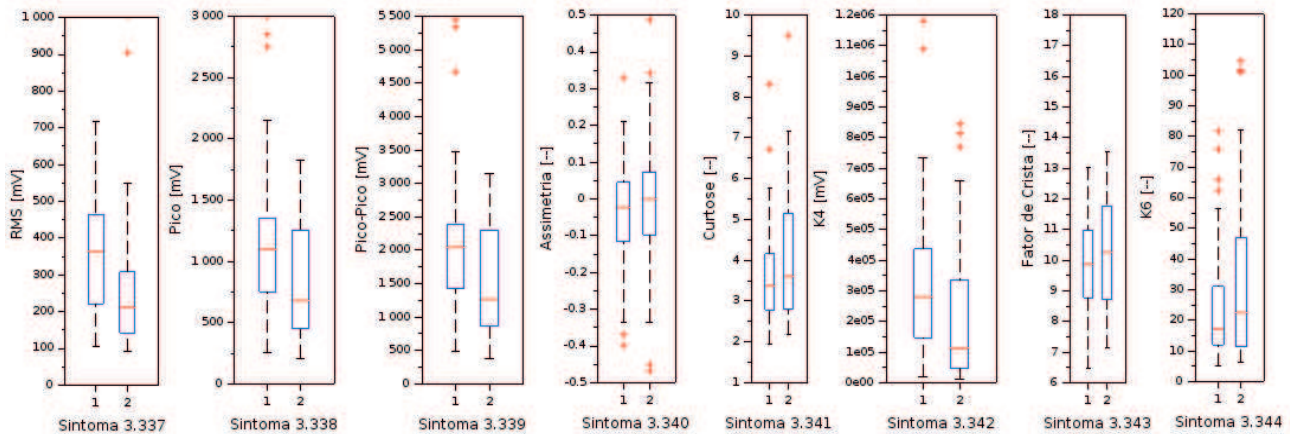 RMS [mV]
1 000
900
800
700
600
500
400
300
200
100
0
1 2
Sintoma 3.337
Pico [mV]
3 000
2 500
2 000
1 500
1 000
500
0
1 2
Sintoma 3.338
Pico-Pico [mV]
5 500
5 000
4 500
4 000
3 500
3 000
2 500
2 000
1 500
1 000
500
0
1 2
Sintoma 3.339
Assimetria [--]
0.5
0.4
0.3
0.2
0.1
0
-0.1
-0.2
-0.3
-0.4
-0.5
1 2
Sintoma 3.340
Curtose [--]
10
9
8
7
6
5
4
3
2
1
1 2
Sintoma 3.341
K4 [mV]
1.2e06
1.1e06
1e06
9e05
8e05
7e05
6e05
5e05
4e05
3e05
2e05
1e05
0e00
1 2
Sintoma 3.342
Fator de Crista [--]
18
17
16
15
14
13
12
11
10
9
8
7
6
1 2
Sintoma 3.343
K6 [--]
120
110
100
90
80
70
60
50
40
30
20
10
0
1 2
Sintoma 3.344